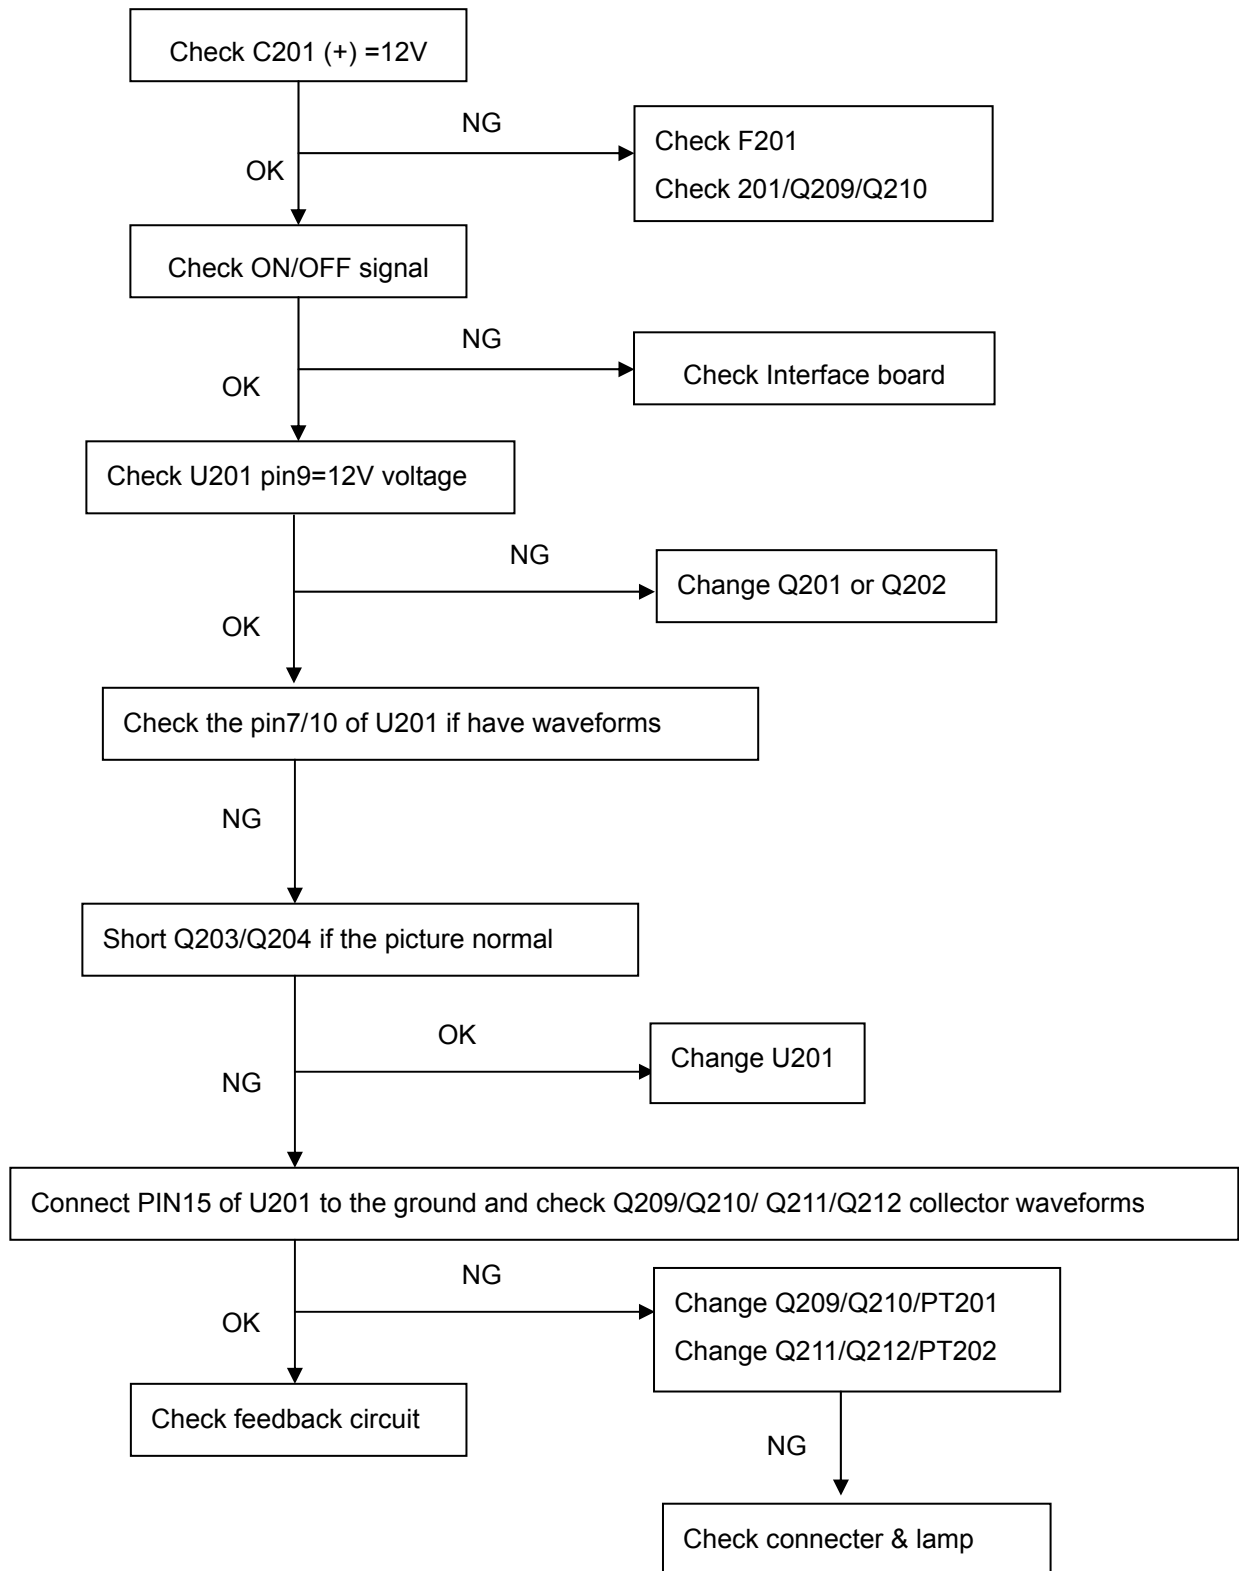 Check C201 (+) =12V
NG
OK
Check F201
Check 201/Q209/Q210
Check ON/OFF signal
NG
OK
Check Interface board
Check U201 pin9=12V voltage
NG
OK
Change Q201 or Q202
Check the pin7/10 of U201 if have waveforms
NG
Short Q203/Q204 if the picture normal
OK
NG
Change U201
Connect PIN15 of U201 to the ground and check Q209/Q210/ Q211/Q212 collector waveforms
NG
OK
Change Q209/Q210/PT201
Change Q211/Q212/PT202
Check feedback circuit
NG
Check connecter & lamp